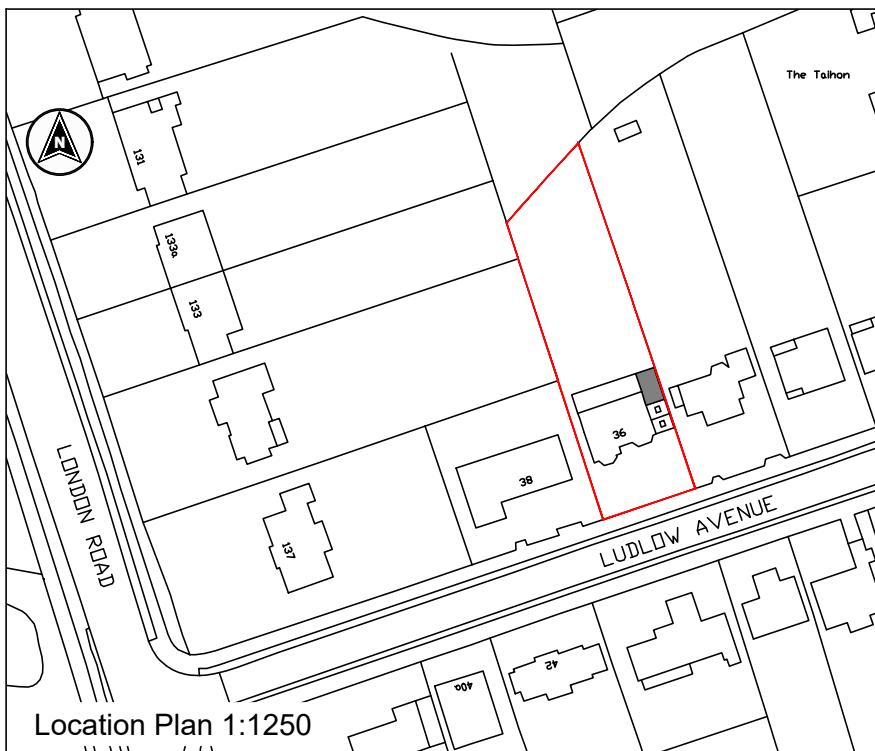 The Talhon
N
131
133a
133
36
38
137
LONDON ROAD
LUDLOW AVENUE
42
40a
Location Plan 1:1250